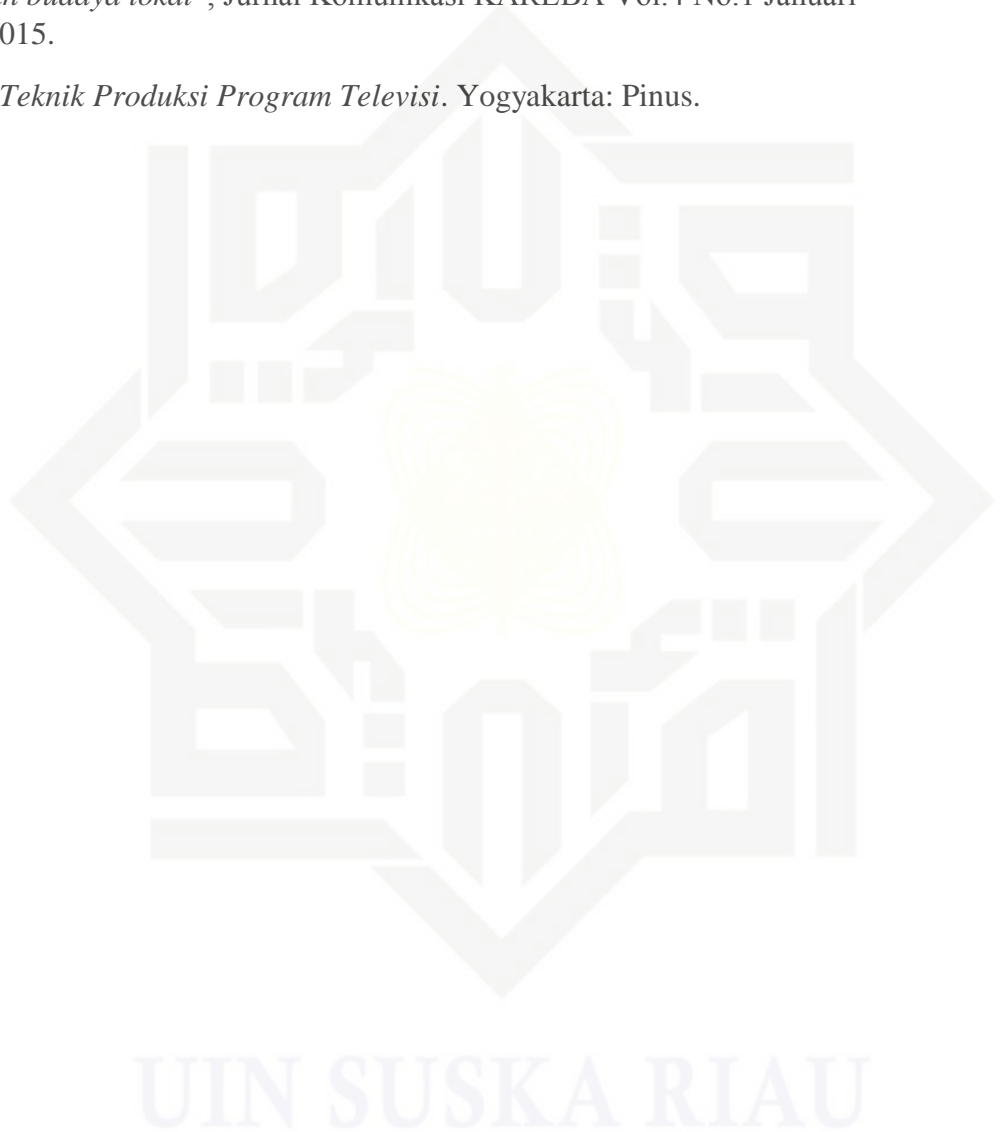 budaya lokal", Jurnal Komunikasi KAREBA Vol.4 No.1 Januari
015.
Teknik Produksi Program Televisi. Yogyakarta: Pinus.
UIN SUSKA RIAU